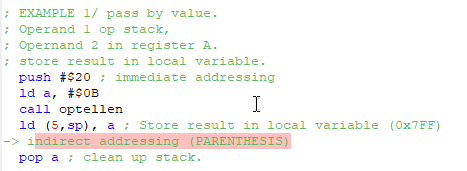 ; EXAMPLE 1/ pass by value.
; Operand 1 op stack,
; Opernand 2 in register A.
; store result in local variable.
push #$20 ; immediate addressing
ld a, #$0B
call optellen
ld (5,sp), a ; Store result in local variable (0x7FF)
-> indirect addressing (PARENTHESIS)
pop a ; clean up stack.